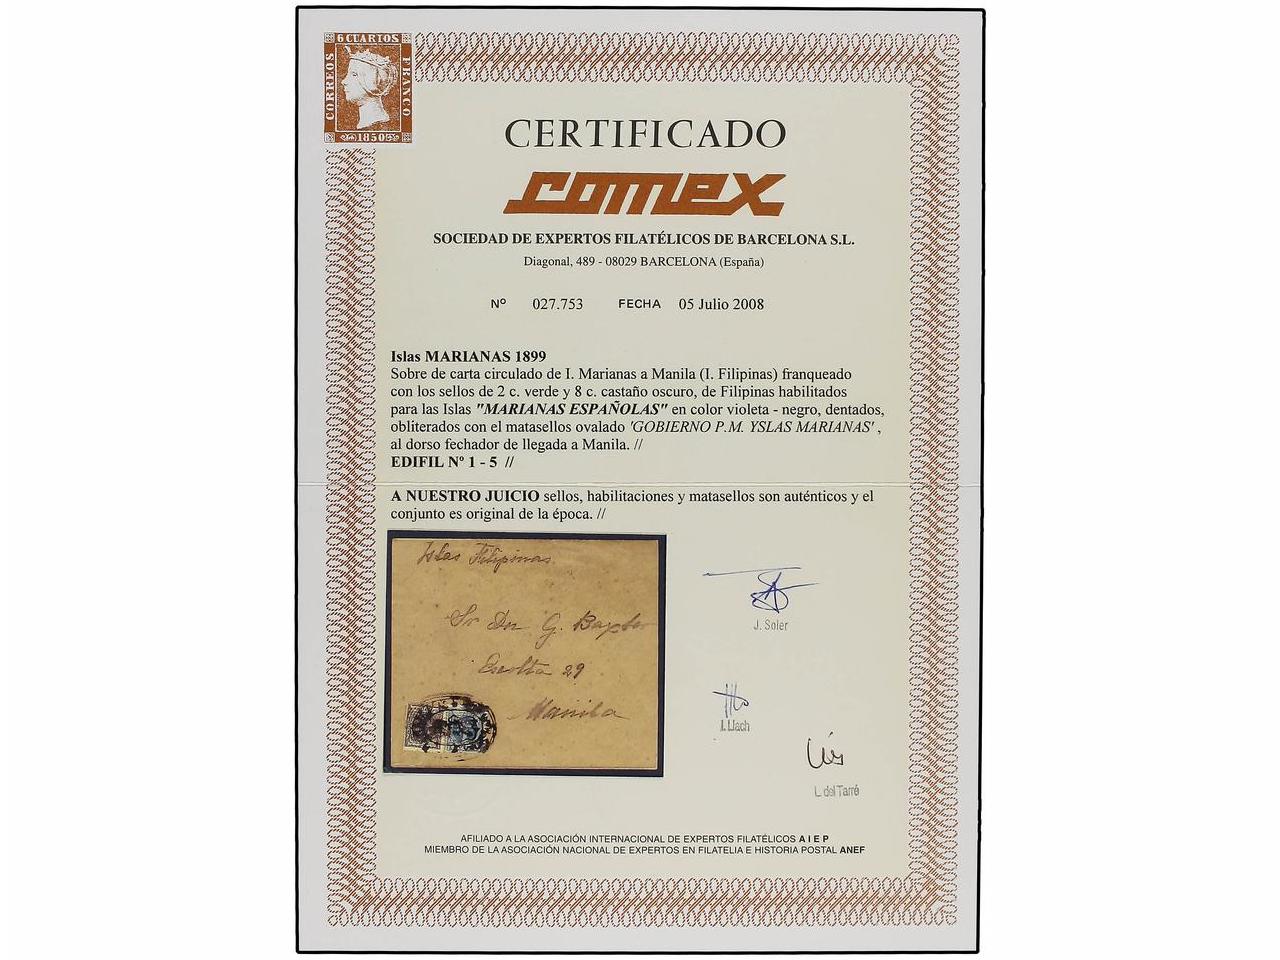 6 CUARTOS
CORREOS
FRANCO
1850
CERTIFICADO
comex
SOCIEDAD DE EXPERTOS FILATÉLICOS DE BARCELONA S.L.
Diagonal, 489 - 08029 BARCELONA (España)
Nº 027.753 FECHA 05 Julio 2008
Islas MARIANAS 1899
Sobre de carta circulado de I. Marianas a Manila (I. Filipinas) franqueado
con los sellos de 2 c. verde y 8 c. castaño oscuro, de Filipinas habilitados
para las Islas "MARIANAS ESPAÑOLAS" en color violeta - negro, dentados,
obliterados con el matasellos ovalado 'GOBIERNO P.M. YSLAS MARIANAS' ,
al dorso fechador de llegada a Manila. //
EDIFIL Nº 1 - 5 //
A NUESTRO JUICIO sellos, habilitaciones y matasellos son auténticos y el
conjunto es original de la época. //
Islas Filipinas
Sr Dn G. Baxter
Escolta 29
Manila
J. Soler
I. Llach
L. del Tarré
AFILIADO A LA ASOCIACIÓN INTERNACIONAL DE EXPERTOS FILATÉLICOS A I E P
MIEMBRO DE LA ASOCIACIÓN NACIONAL DE EXPERTOS EN FILATELIA E HISTORIA POSTAL ANEF